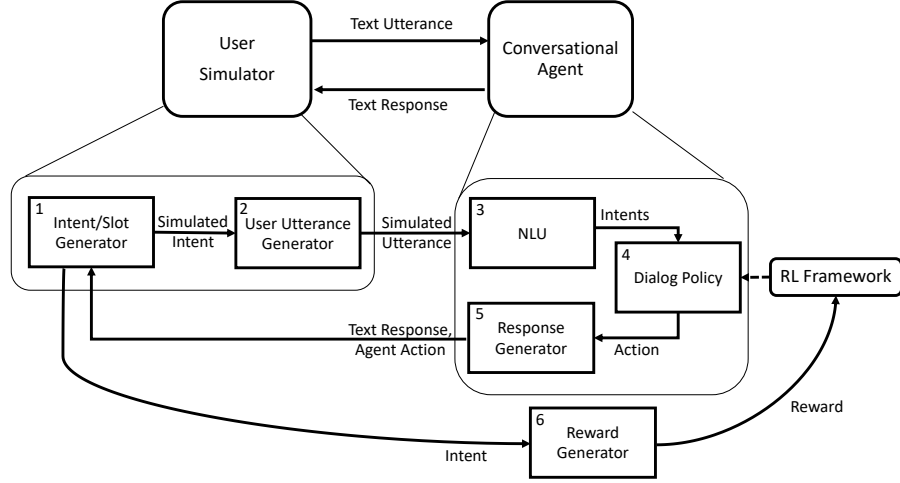 User
Simulator
Text Utterance
Conversational
Agent
Text Response
1
Intent/Slot
Generator
Simulated
Intent
2
User Utterance
Generator
Simulated
Utterance
3
NLU
Intents
4
Dialog Policy
RL Framework
5
Response
Generator
Action
Text Response,
Agent Action
Reward
6
Reward
Generator
Intent